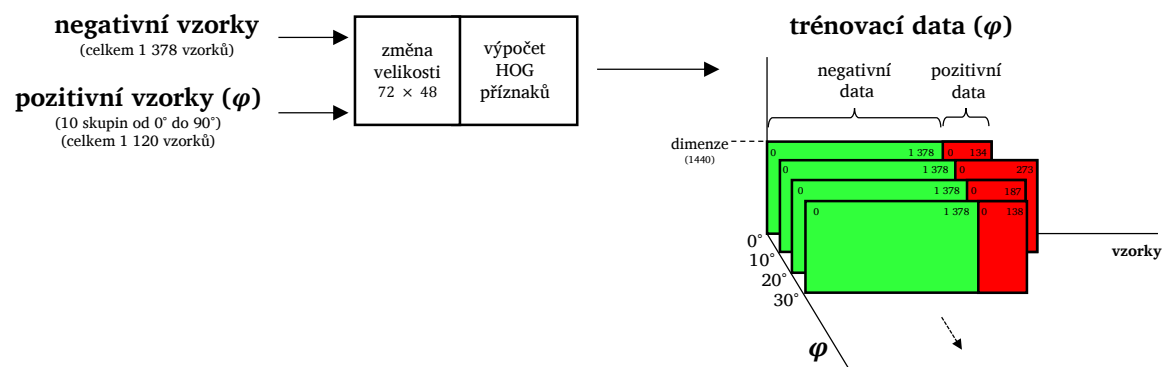 negativní vzorky
(celkem 1 378 vzorků)
pozitivní vzorky (φ)
(10 skupin od 0° do 90°)
(celkem 1 120 vzorků)
změna
velikosti
72 × 48
výpočet
HOG
příznaků
trénovací data (φ)
negativní
data
pozitivní
data
dimenze
(1440)
0 1 378 0 134
0 1 378 0 273
0 1 378 0 187
0 1 378 0 138
0°
10°
20°
30°
vzorky
φ